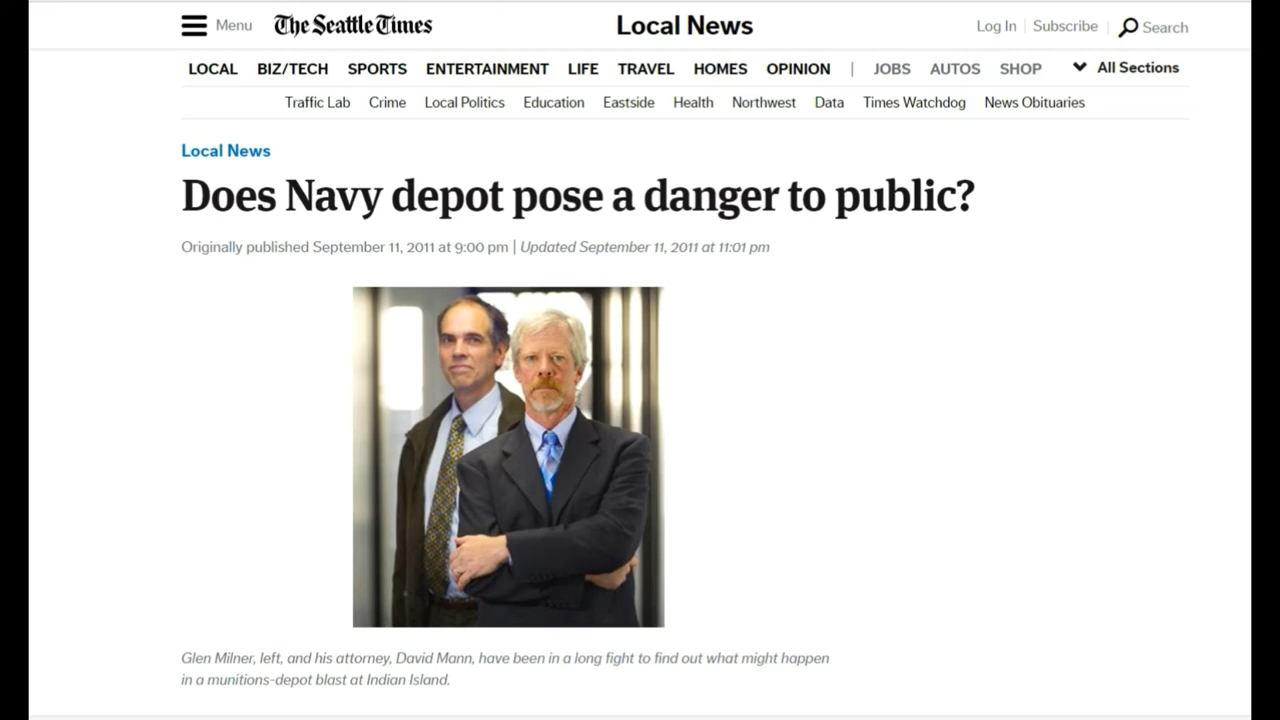 Menu The Seattle Times Local News Log In Subscribe Search
LOCAL BIZ/TECH SPORTS ENTERTAINMENT LIFE TRAVEL HOMES OPINION | JOBS AUTOS SHOP All Sections
Traffic Lab Crime Local Politics Education Eastside Health Northwest Data Times Watchdog News Obituaries
Local News
Does Navy depot pose a danger to public?
Originally published September 11, 2011 at 9:00 pm | Updated September 11, 2011 at 11:01 pm
Glen Milner, left, and his attorney, David Mann, have been in a long fight to find out what might happen
in a munitions-depot blast at Indian Island.